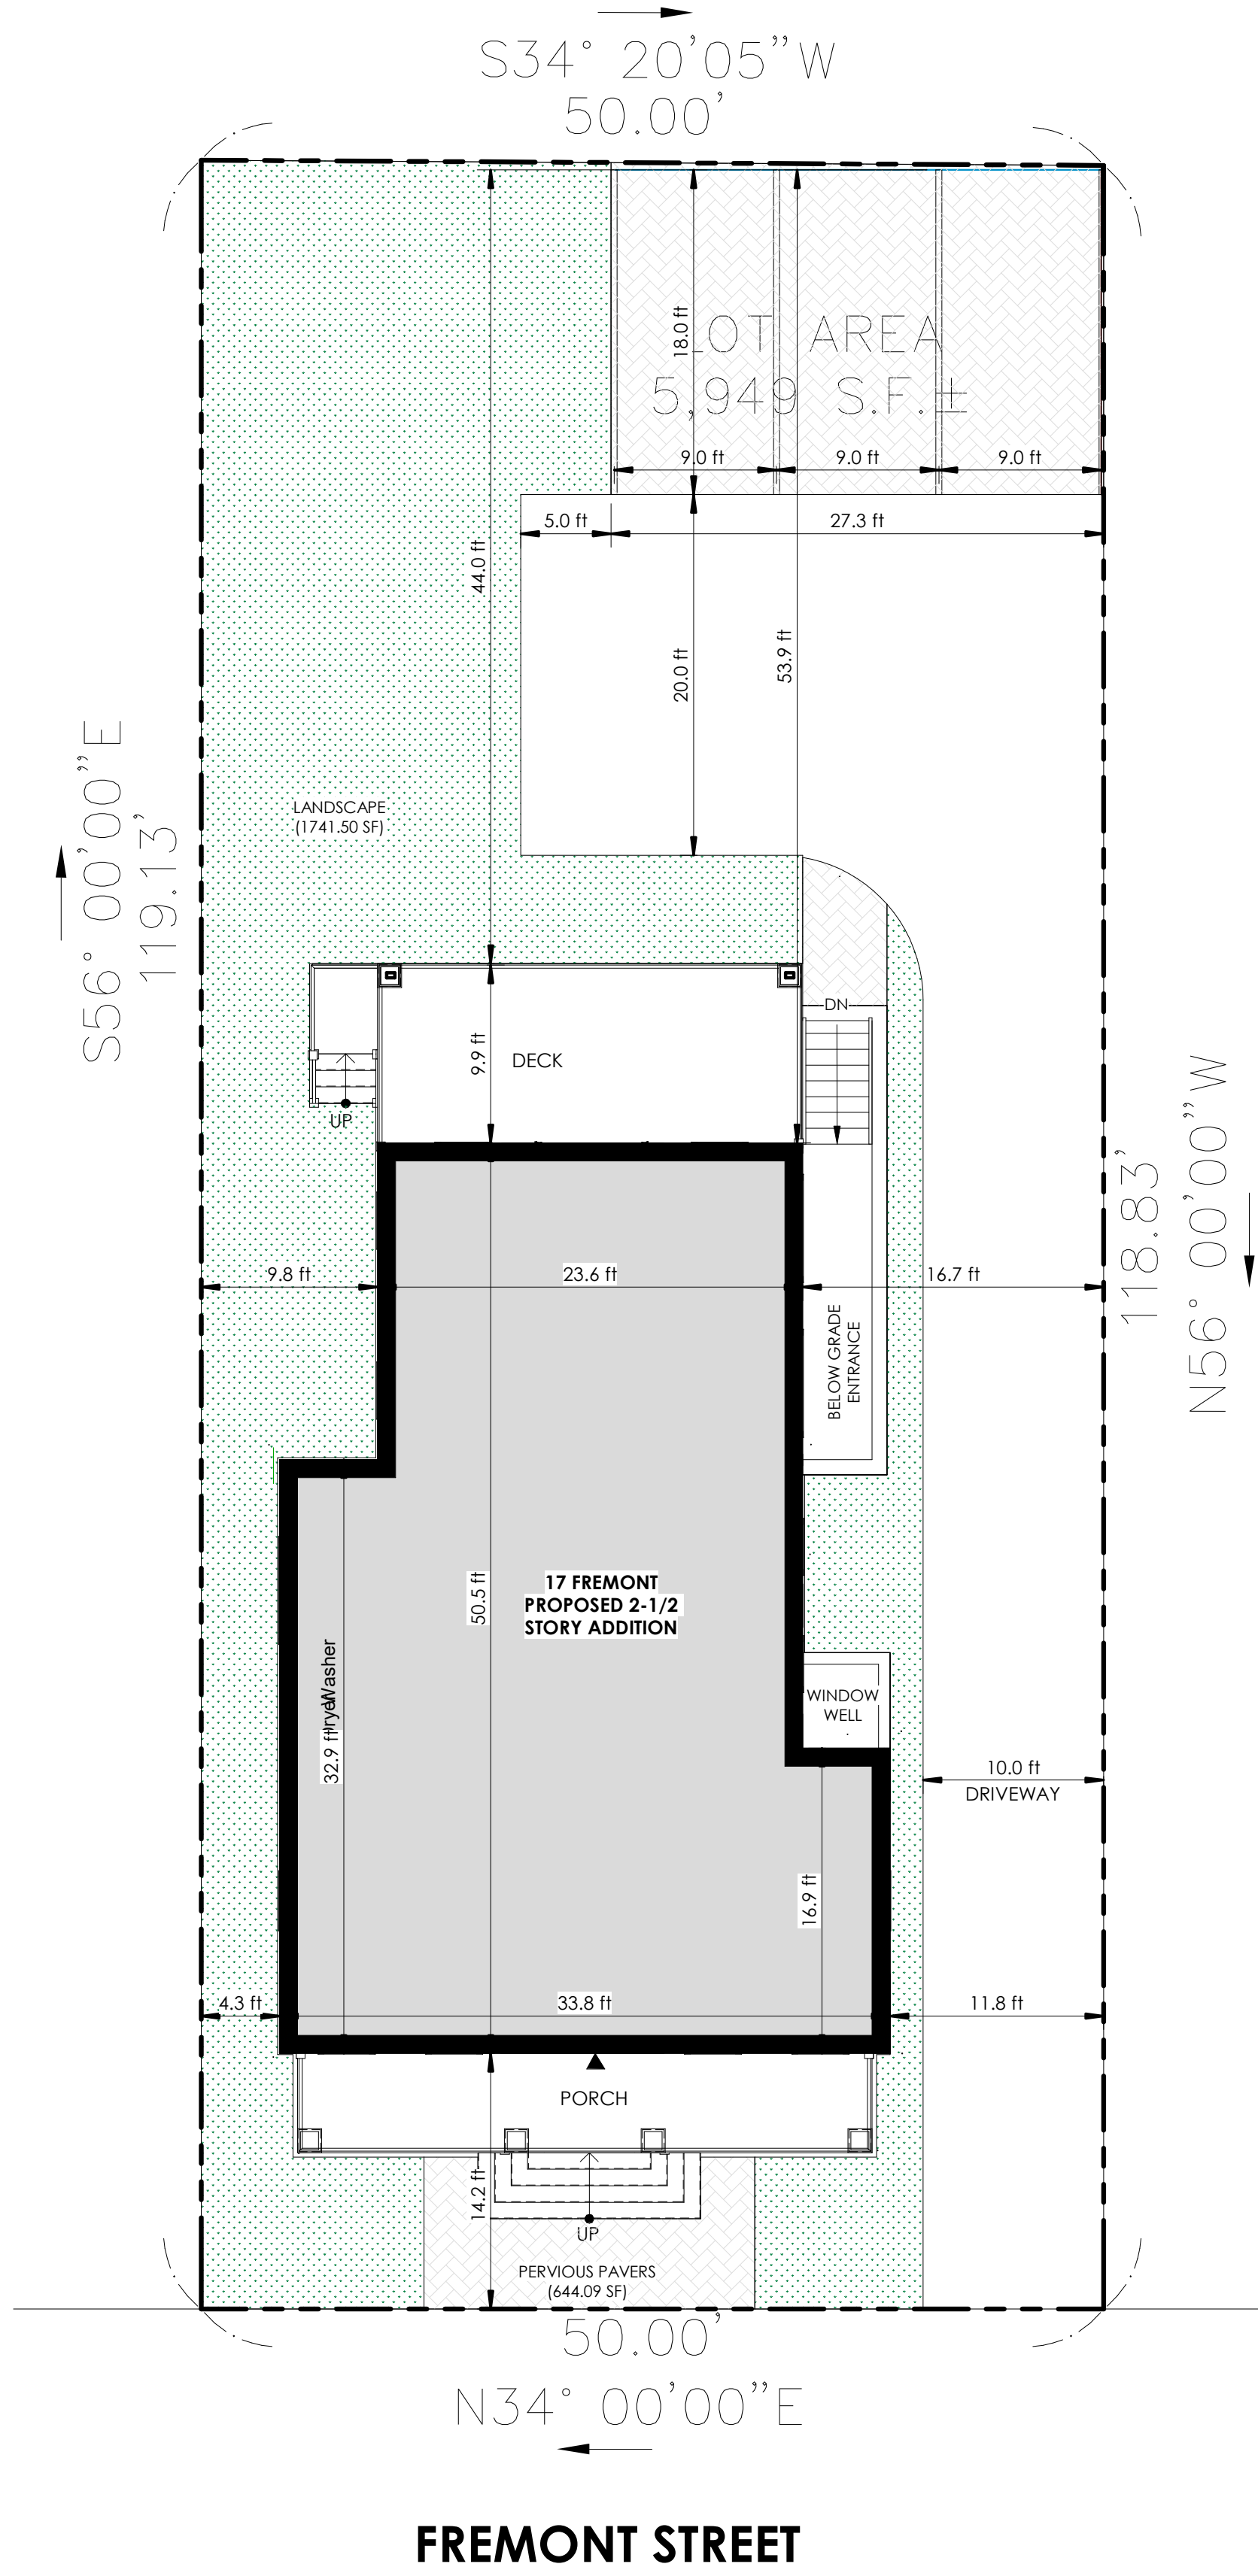 S34° 20'05"W
50.00'
LOT AREA
5,949 S.F.±
18.0 ft
9.0 ft
9.0 ft
9.0 ft
5.0 ft
27.3 ft
44.0 ft
20.0 ft
53.9 ft
S56° 00'00"E
119.13'
LANDSCAPE
(1741.50 SF)
DN
9.9 ft
DECK
UP
N56° 00'00"W
118.83'
9.8 ft
23.6 ft
16.7 ft
BELOW GRADE
ENTRANCE
50.5 ft
17 FREMONT
PROPOSED 2-1/2
STORY ADDITION
Washer
32.9 ft
WINDOW
WELL
10.0 ft
DRIVEWAY
16.9 ft
4.3 ft
33.8 ft
11.8 ft
PORCH
14.2 ft
UP
PERVIOUS PAVERS
(644.09 SF)
50.00'
N34° 00'00"E
FREMONT STREET